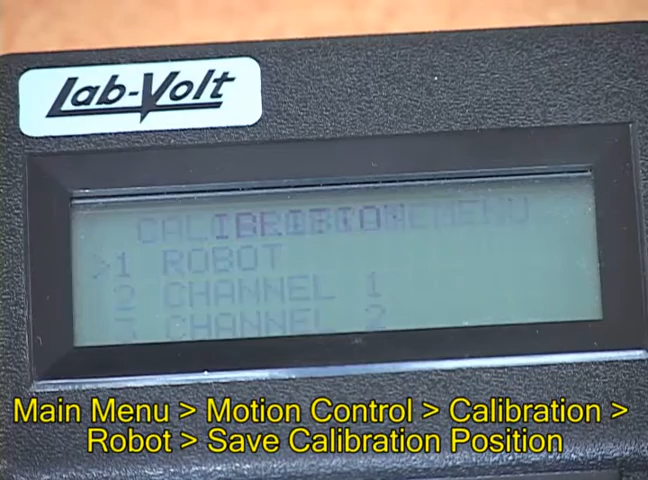 Lab-Volt
CALIBRATION MENU
>1 ROBOT
2 CHANNEL 1
3 CHANNEL 2
Main Menu > Motion Control > Calibration >
Robot > Save Calibration Position